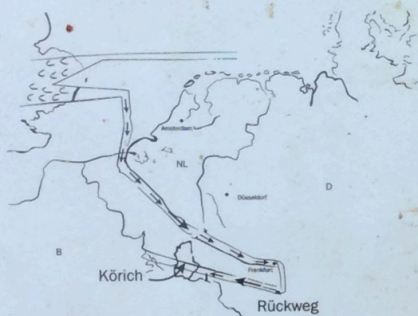 Amsterdam
NL
D
Düsseldorf
B
Frankfurt
Körich
Rückweg